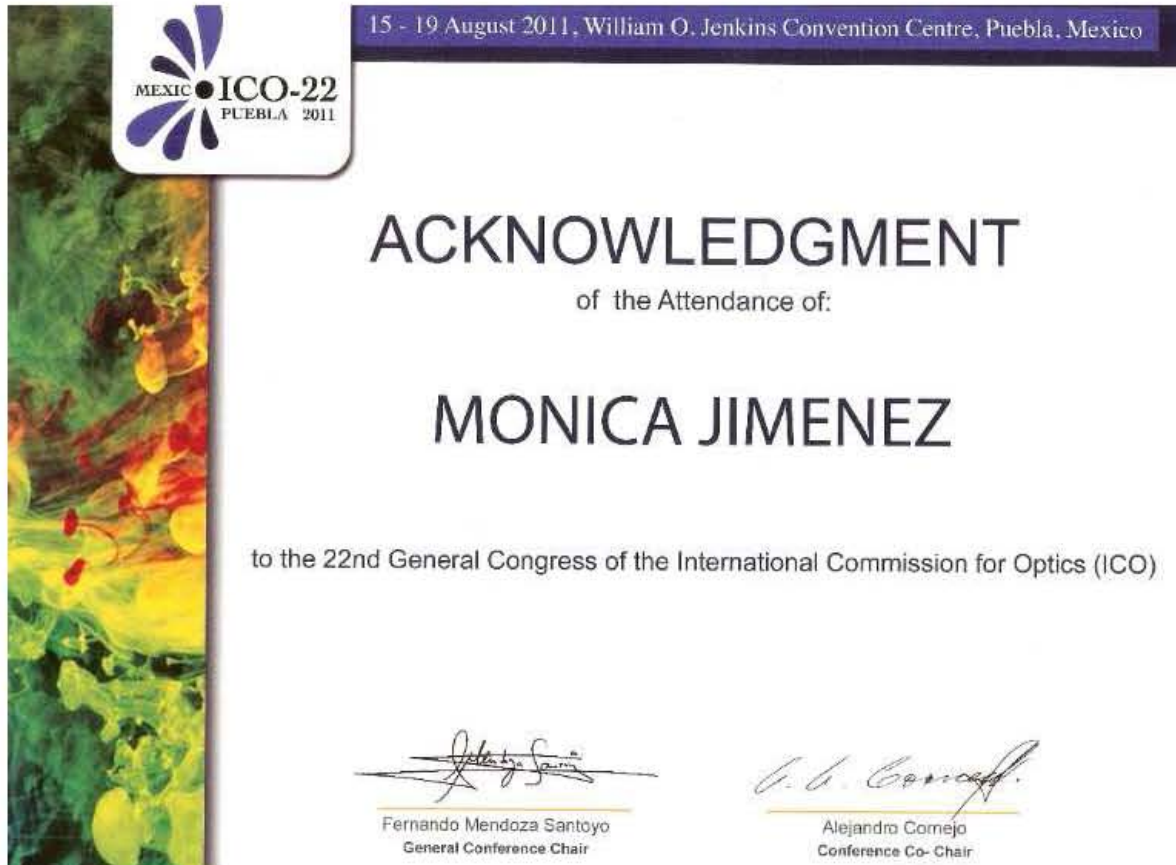 15 - 19 August 2011, William O. Jenkins Convention Centre, Puebla, Mexico
MEXIC ICO-22
PUEBLA 2011
ACKNOWLEDGMENT
of the Attendance of:
MONICA JIMENEZ
to the 22nd General Congress of the International Commission for Optics (ICO)
Fernando Mendoza Santoyo
General Conference Chair
Alejandro Cornejo
Conference Co- Chair